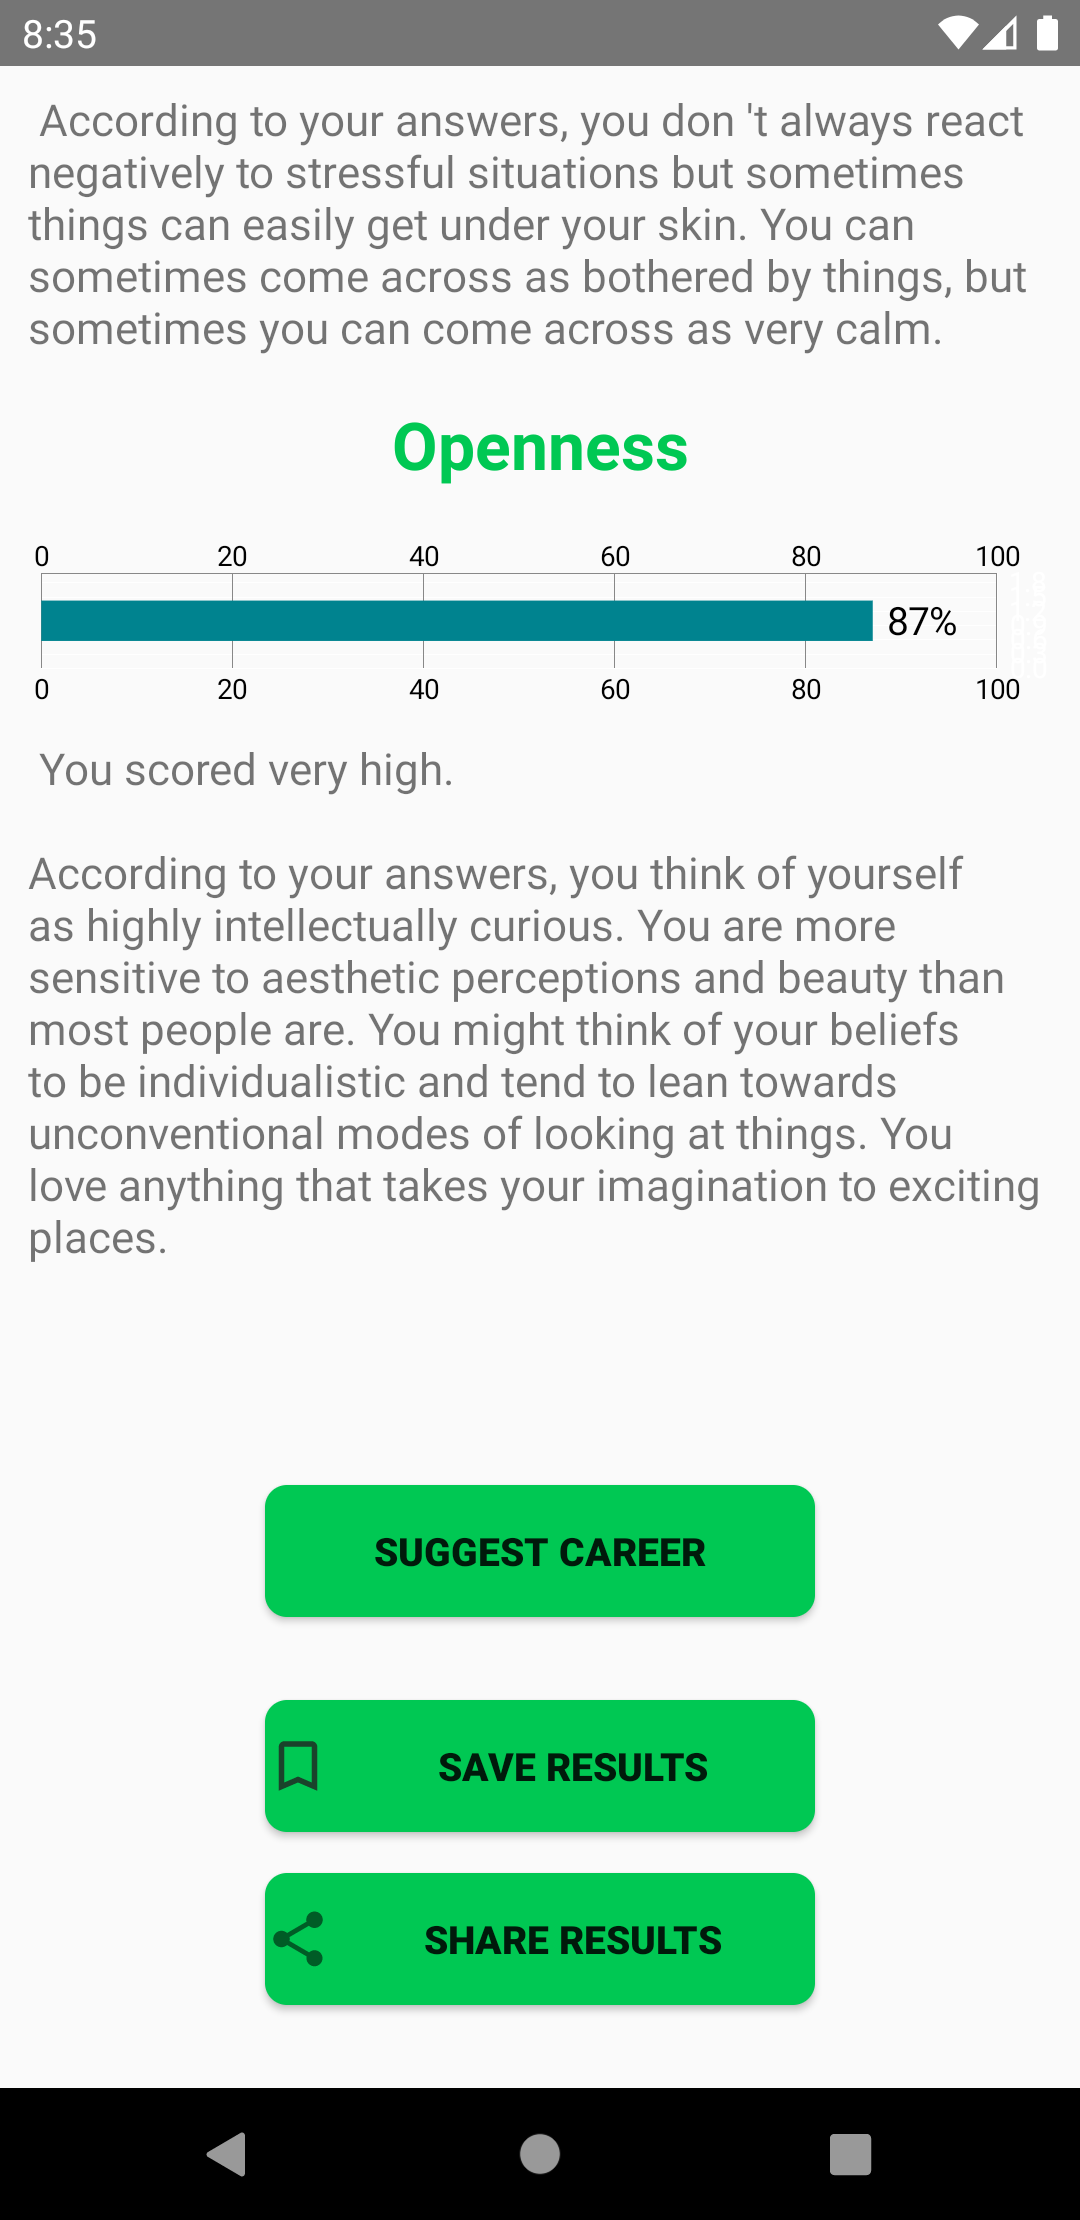 8:35
According to your answers, you don 't always react
negatively to stressful situations but sometimes
things can easily get under your skin. You can
sometimes come across as bothered by things, but
sometimes you can come across as very calm.
Openness
0 20 40 60 80 100
87%
0 20 40 60 80 100
You scored very high.
According to your answers, you think of yourself
as highly intellectually curious. You are more
sensitive to aesthetic perceptions and beauty than
most people are. You might think of your beliefs
to be individualistic and tend to lean towards
unconventional modes of looking at things. You
love anything that takes your imagination to exciting
places.
SUGGEST CAREER
SAVE RESULTS
SHARE RESULTS